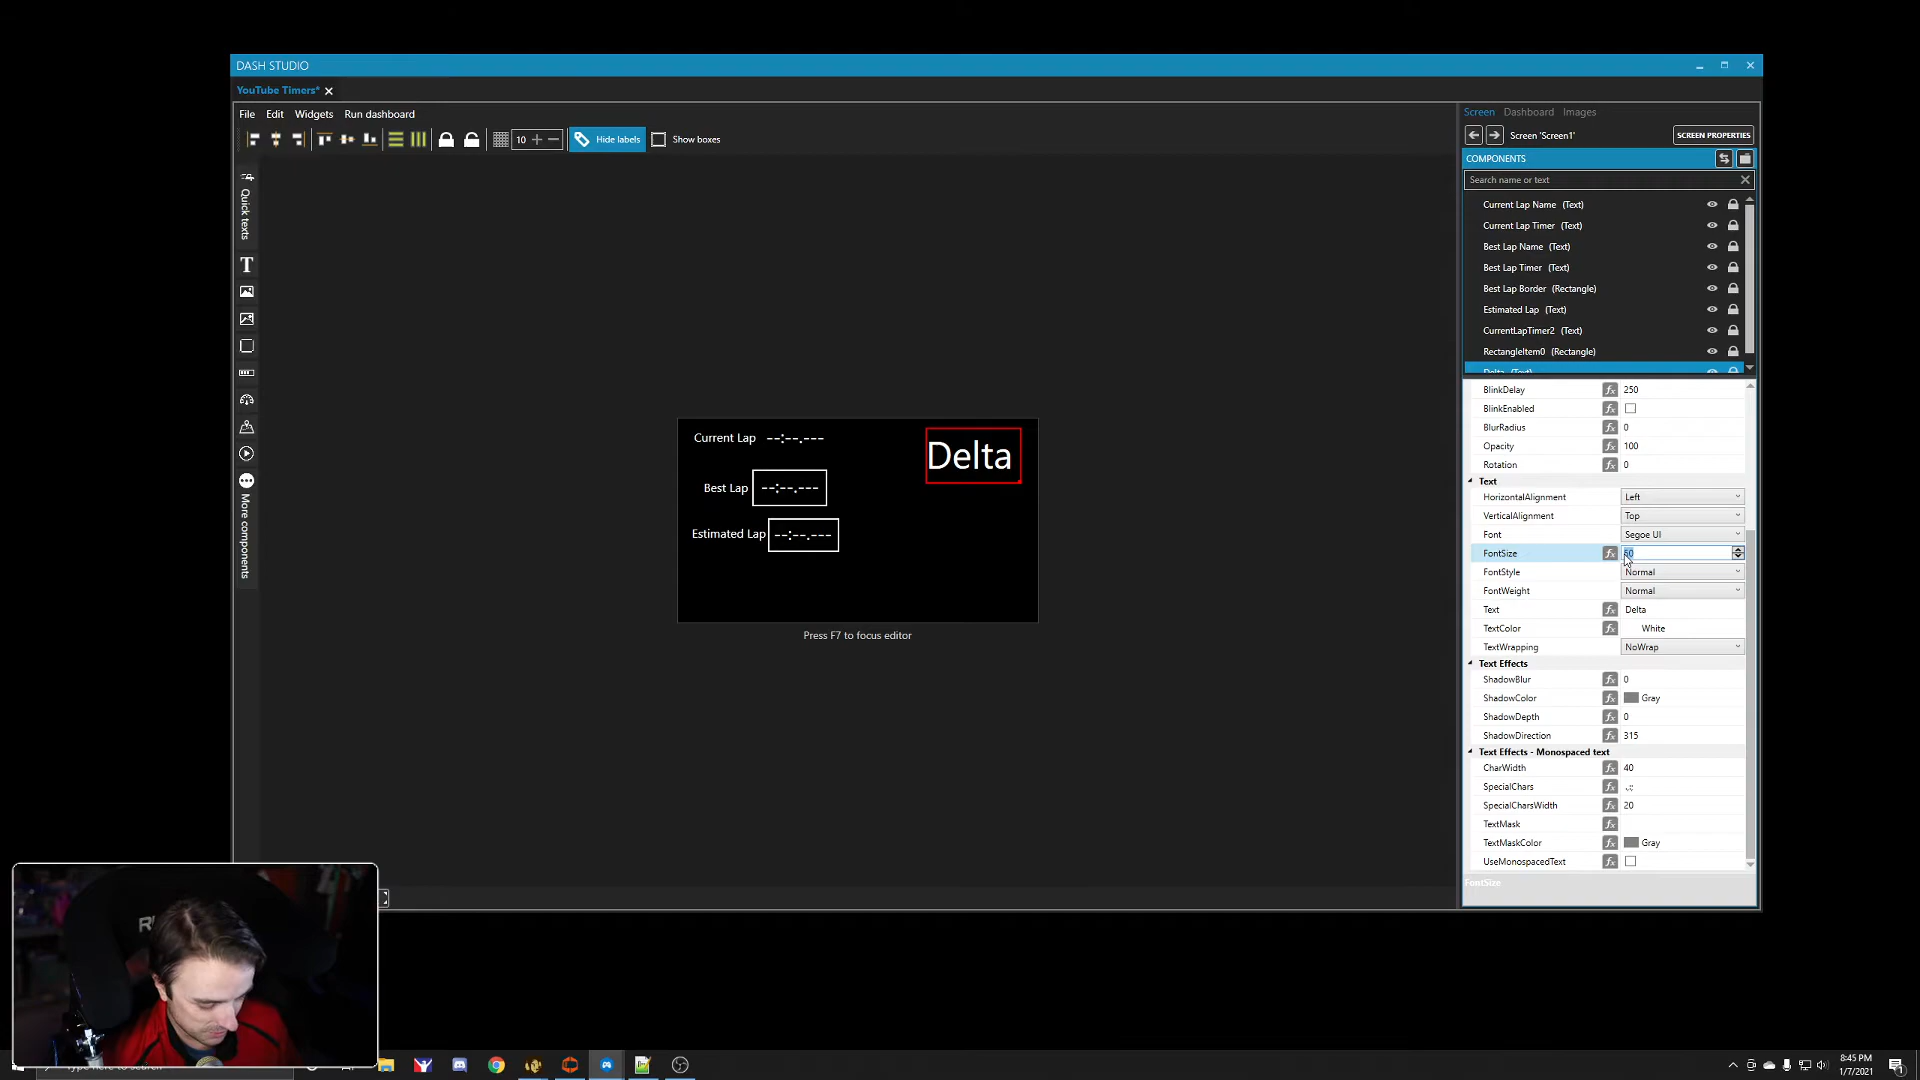 DASH STUDIO
YouTube Timers*
File Edit Widgets Run dashboard
10 Hide labels Show boxes
Quick texts
More components
Current Lap --:--.---
Best Lap --:--.---
Estimated Lap --:--.---
Delta
Press F7 to focus editor
Screen Dashboard Images
Screen 'Screen1' SCREEN PROPERTIES
COMPONENTS
Search name or text
Current Lap Name (Text)
Current Lap Timer (Text)
Best Lap Name (Text)
Best Lap Timer (Text)
Best Lap Border (Rectangle)
Estimated Lap (Text)
CurrentLapTimer2 (Text)
RectangleItem0 (Rectangle)
Delta (Text)
BlinkDelay 250
BlinkEnabled
BlurRadius 0
Opacity 100
Rotation 0
Text
HorizontalAlignment Left
VerticalAlignment Top
Font Segoe UI
FontSize
FontStyle Normal
FontWeight Normal
Text Delta
TextColor White
TextWrapping NoWrap
Text Effects
ShadowBlur 0
ShadowColor Gray
ShadowDepth 0
ShadowDirection 315
Text Effects - Monospaced text
CharWidth 40
SpecialChars
SpecialCharsWidth 20
TextMask
TextMaskColor Gray
UseMonospacedText
FontSize
8:45 PM
1/7/2021